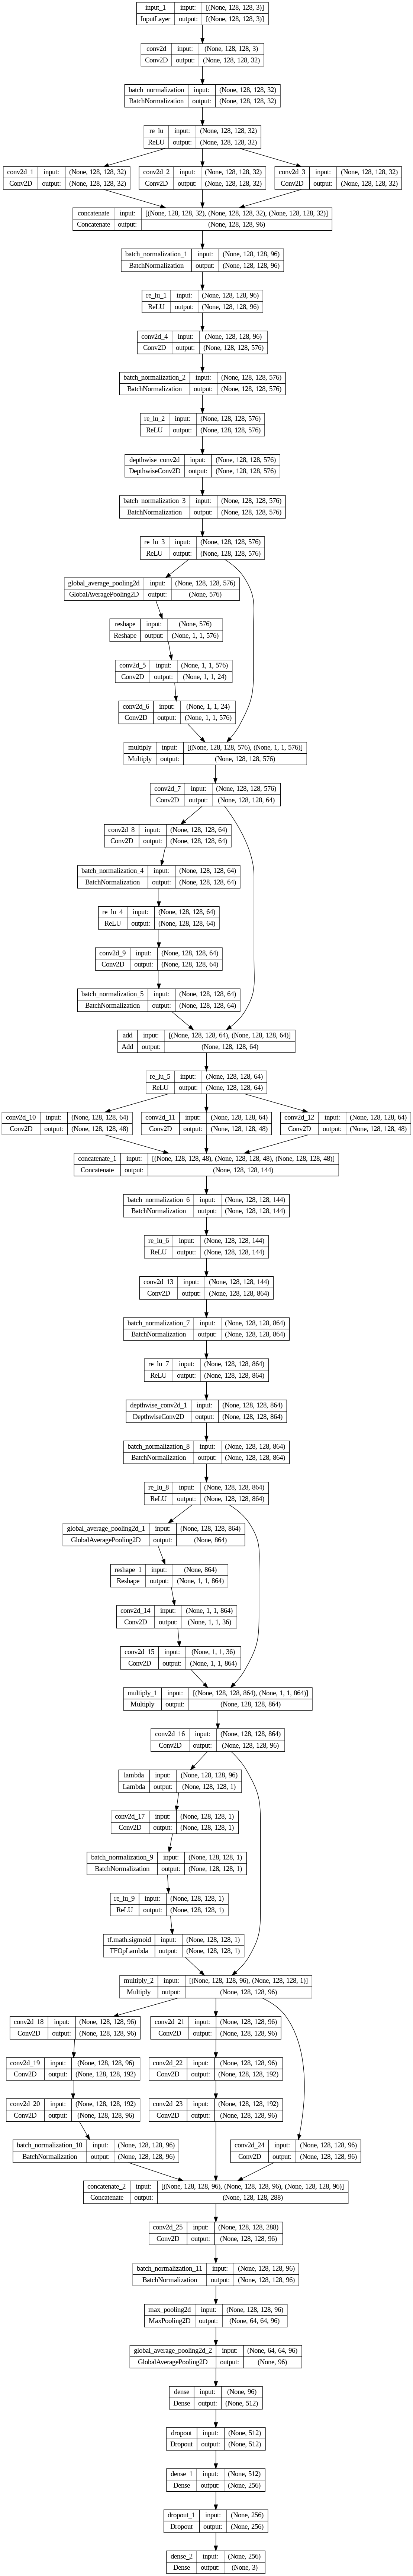 input_1 input: [(None, 128, 128, 3)]
InputLayer output: [(None, 128, 128, 3)]
conv2d input: (None, 128, 128, 3)
Conv2D output: (None, 128, 128, 32)
batch_normalization input: (None, 128, 128, 32)
BatchNormalization output: (None, 128, 128, 32)
re_lu input: (None, 128, 128, 32)
ReLU output: (None, 128, 128, 32)
conv2d_1 input: (None, 128, 128, 32)
Conv2D output: (None, 128, 128, 32)
conv2d_2 input: (None, 128, 128, 32)
Conv2D output: (None, 128, 128, 32)
conv2d_3 input: (None, 128, 128, 32)
Conv2D output: (None, 128, 128, 32)
concatenate input: [(None, 128, 128, 32), (None, 128, 128, 32), (None, 128, 128, 32)]
Concatenate output: (None, 128, 128, 96)
batch_normalization_1 input: (None, 128, 128, 96)
BatchNormalization output: (None, 128, 128, 96)
re_lu_1 input: (None, 128, 128, 96)
ReLU output: (None, 128, 128, 96)
conv2d_4 input: (None, 128, 128, 96)
Conv2D output: (None, 128, 128, 576)
batch_normalization_2 input: (None, 128, 128, 576)
BatchNormalization output: (None, 128, 128, 576)
re_lu_2 input: (None, 128, 128, 576)
ReLU output: (None, 128, 128, 576)
depthwise_conv2d input: (None, 128, 128, 576)
DepthwiseConv2D output: (None, 128, 128, 576)
batch_normalization_3 input: (None, 128, 128, 576)
BatchNormalization output: (None, 128, 128, 576)
re_lu_3 input: (None, 128, 128, 576)
ReLU output: (None, 128, 128, 576)
global_average_pooling2d input: (None, 128, 128, 576)
GlobalAveragePooling2D output: (None, 576)
reshape input: (None, 576)
Reshape output: (None, 1, 1, 576)
conv2d_5 input: (None, 1, 1, 576)
Conv2D output: (None, 1, 1, 24)
conv2d_6 input: (None, 1, 1, 24)
Conv2D output: (None, 1, 1, 576)
multiply input: [(None, 128, 128, 576), (None, 1, 1, 576)]
Multiply output: (None, 128, 128, 576)
conv2d_7 input: (None, 128, 128, 576)
Conv2D output: (None, 128, 128, 64)
conv2d_8 input: (None, 128, 128, 64)
Conv2D output: (None, 128, 128, 64)
batch_normalization_4 input: (None, 128, 128, 64)
BatchNormalization output: (None, 128, 128, 64)
re_lu_4 input: (None, 128, 128, 64)
ReLU output: (None, 128, 128, 64)
conv2d_9 input: (None, 128, 128, 64)
Conv2D output: (None, 128, 128, 64)
batch_normalization_5 input: (None, 128, 128, 64)
BatchNormalization output: (None, 128, 128, 64)
add input: [(None, 128, 128, 64), (None, 128, 128, 64)]
Add output: (None, 128, 128, 64)
re_lu_5 input: (None, 128, 128, 64)
ReLU output: (None, 128, 128, 64)
conv2d_10 input: (None, 128, 128, 64)
Conv2D output: (None, 128, 128, 48)
conv2d_11 input: (None, 128, 128, 64)
Conv2D output: (None, 128, 128, 48)
conv2d_12 input: (None, 128, 128, 64)
Conv2D output: (None, 128, 128, 48)
concatenate_1 input: [(None, 128, 128, 48), (None, 128, 128, 48), (None, 128, 128, 48)]
Concatenate output: (None, 128, 128, 144)
batch_normalization_6 input: (None, 128, 128, 144)
BatchNormalization output: (None, 128, 128, 144)
re_lu_6 input: (None, 128, 128, 144)
ReLU output: (None, 128, 128, 144)
conv2d_13 input: (None, 128, 128, 144)
Conv2D output: (None, 128, 128, 864)
batch_normalization_7 input: (None, 128, 128, 864)
BatchNormalization output: (None, 128, 128, 864)
re_lu_7 input: (None, 128, 128, 864)
ReLU output: (None, 128, 128, 864)
depthwise_conv2d_1 input: (None, 128, 128, 864)
DepthwiseConv2D output: (None, 128, 128, 864)
batch_normalization_8 input: (None, 128, 128, 864)
BatchNormalization output: (None, 128, 128, 864)
re_lu_8 input: (None, 128, 128, 864)
ReLU output: (None, 128, 128, 864)
global_average_pooling2d_1 input: (None, 128, 128, 864)
GlobalAveragePooling2D output: (None, 864)
reshape_1 input: (None, 864)
Reshape output: (None, 1, 1, 864)
conv2d_14 input: (None, 1, 1, 864)
Conv2D output: (None, 1, 1, 36)
conv2d_15 input: (None, 1, 1, 36)
Conv2D output: (None, 1, 1, 864)
multiply_1 input: [(None, 128, 128, 864), (None, 1, 1, 864)]
Multiply output: (None, 128, 128, 864)
conv2d_16 input: (None, 128, 128, 864)
Conv2D output: (None, 128, 128, 96)
lambda input: (None, 128, 128, 96)
Lambda output: (None, 128, 128, 1)
conv2d_17 input: (None, 128, 128, 1)
Conv2D output: (None, 128, 128, 1)
batch_normalization_9 input: (None, 128, 128, 1)
BatchNormalization output: (None, 128, 128, 1)
re_lu_9 input: (None, 128, 128, 1)
ReLU output: (None, 128, 128, 1)
tf.math.sigmoid input: (None, 128, 128, 1)
TFOpLambda output: (None, 128, 128, 1)
multiply_2 input: [(None, 128, 128, 96), (None, 128, 128, 1)]
Multiply output: (None, 128, 128, 96)
conv2d_18 input: (None, 128, 128, 96)
Conv2D output: (None, 128, 128, 96)
conv2d_21 input: (None, 128, 128, 96)
Conv2D output: (None, 128, 128, 96)
conv2d_19 input: (None, 128, 128, 96)
Conv2D output: (None, 128, 128, 192)
conv2d_22 input: (None, 128, 128, 96)
Conv2D output: (None, 128, 128, 192)
conv2d_20 input: (None, 128, 128, 192)
Conv2D output: (None, 128, 128, 96)
conv2d_23 input: (None, 128, 128, 192)
Conv2D output: (None, 128, 128, 96)
batch_normalization_10 input: (None, 128, 128, 96)
BatchNormalization output: (None, 128, 128, 96)
conv2d_24 input: (None, 128, 128, 96)
Conv2D output: (None, 128, 128, 96)
concatenate_2 input: [(None, 128, 128, 96), (None, 128, 128, 96), (None, 128, 128, 96)]
Concatenate output: (None, 128, 128, 288)
conv2d_25 input: (None, 128, 128, 288)
Conv2D output: (None, 128, 128, 96)
batch_normalization_11 input: (None, 128, 128, 96)
BatchNormalization output: (None, 128, 128, 96)
max_pooling2d input: (None, 128, 128, 96)
MaxPooling2D output: (None, 64, 64, 96)
global_average_pooling2d_2 input: (None, 64, 64, 96)
GlobalAveragePooling2D output: (None, 96)
dense input: (None, 96)
Dense output: (None, 512)
dropout input: (None, 512)
Dropout output: (None, 512)
dense_1 input: (None, 512)
Dense output: (None, 256)
dropout_1 input: (None, 256)
Dropout output: (None, 256)
dense_2 input: (None, 256)
Dense output: (None, 3)